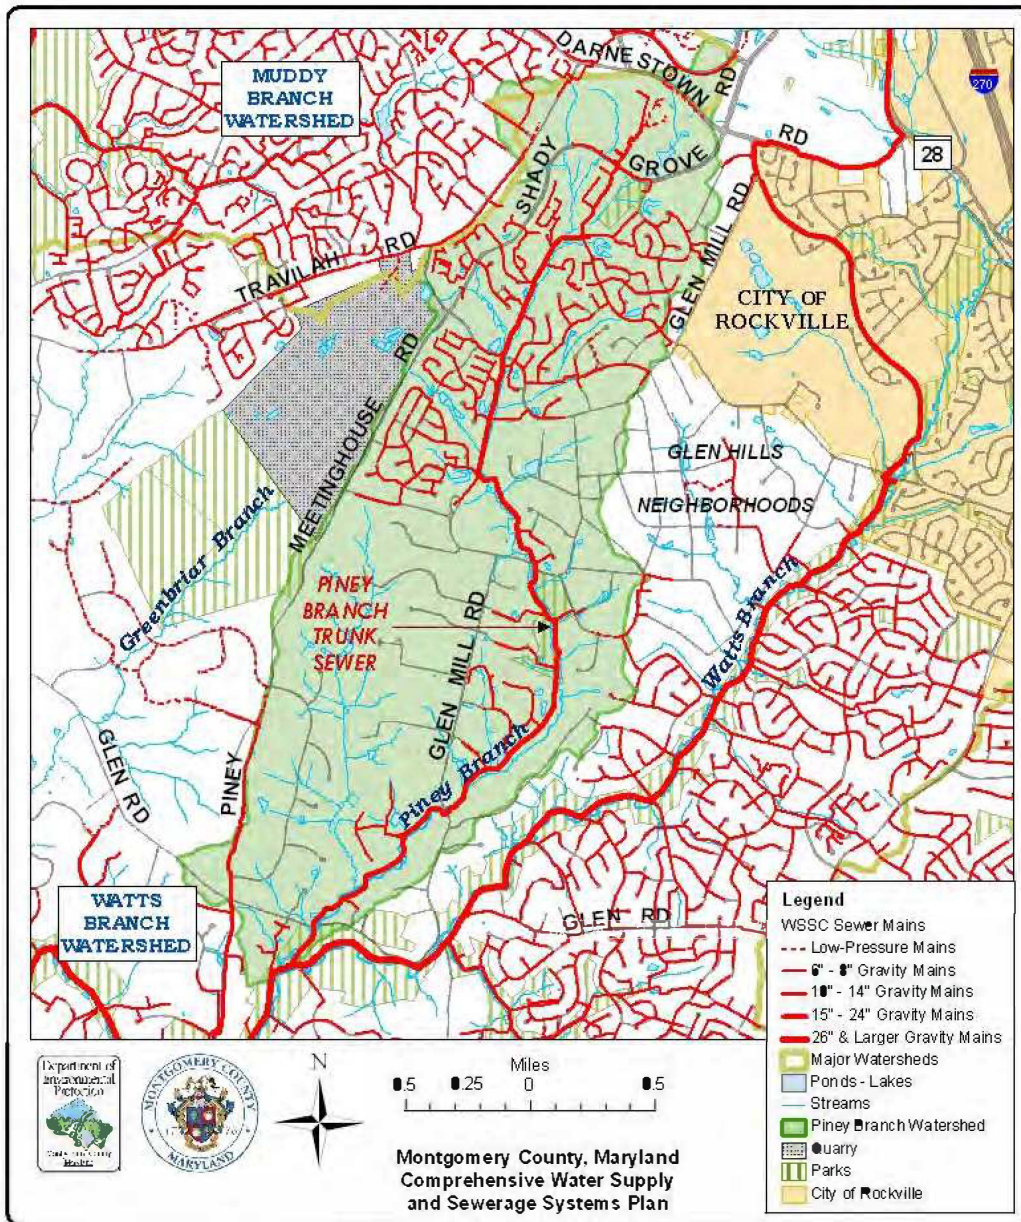 DARNESTOWN RD
MUDDY
BRANCH
WATERSHED
270
RD
28
SHADY
GROVE
RD
TRAVILAH RD
GLEN MILL RD
CITY OF
ROCKVILLE
MEETINGHOUSE RD
GLEN HILLS
NEIGHBORHOODS
Greenbriar Branch
PINEY
BRANCH
TRUNK
SEWER
GLEN MILL RD
Watts Branch
GLEN RD
PINEY
Piney Branch
WATTS
BRANCH
WATERSHED
GLEN RD
Legend
WSSC Sewer Mains
Low-Pressure Mains
6" - 8" Gravity Mains
10" - 14" Gravity Mains
15" - 24" Gravity Mains
26" & Larger Gravity Mains
Major Watersheds
Ponds - Lakes
Streams
Piney Branch Watershed
Quarry
Parks
City of Rockville
Department of
Environmental
Protection
MONTGOMERY COUNTY
MARYLAND
N
Miles
0.5 0.25 0 0.5
Montgomery County, Maryland
Comprehensive Water Supply
and Sewerage Systems Plan